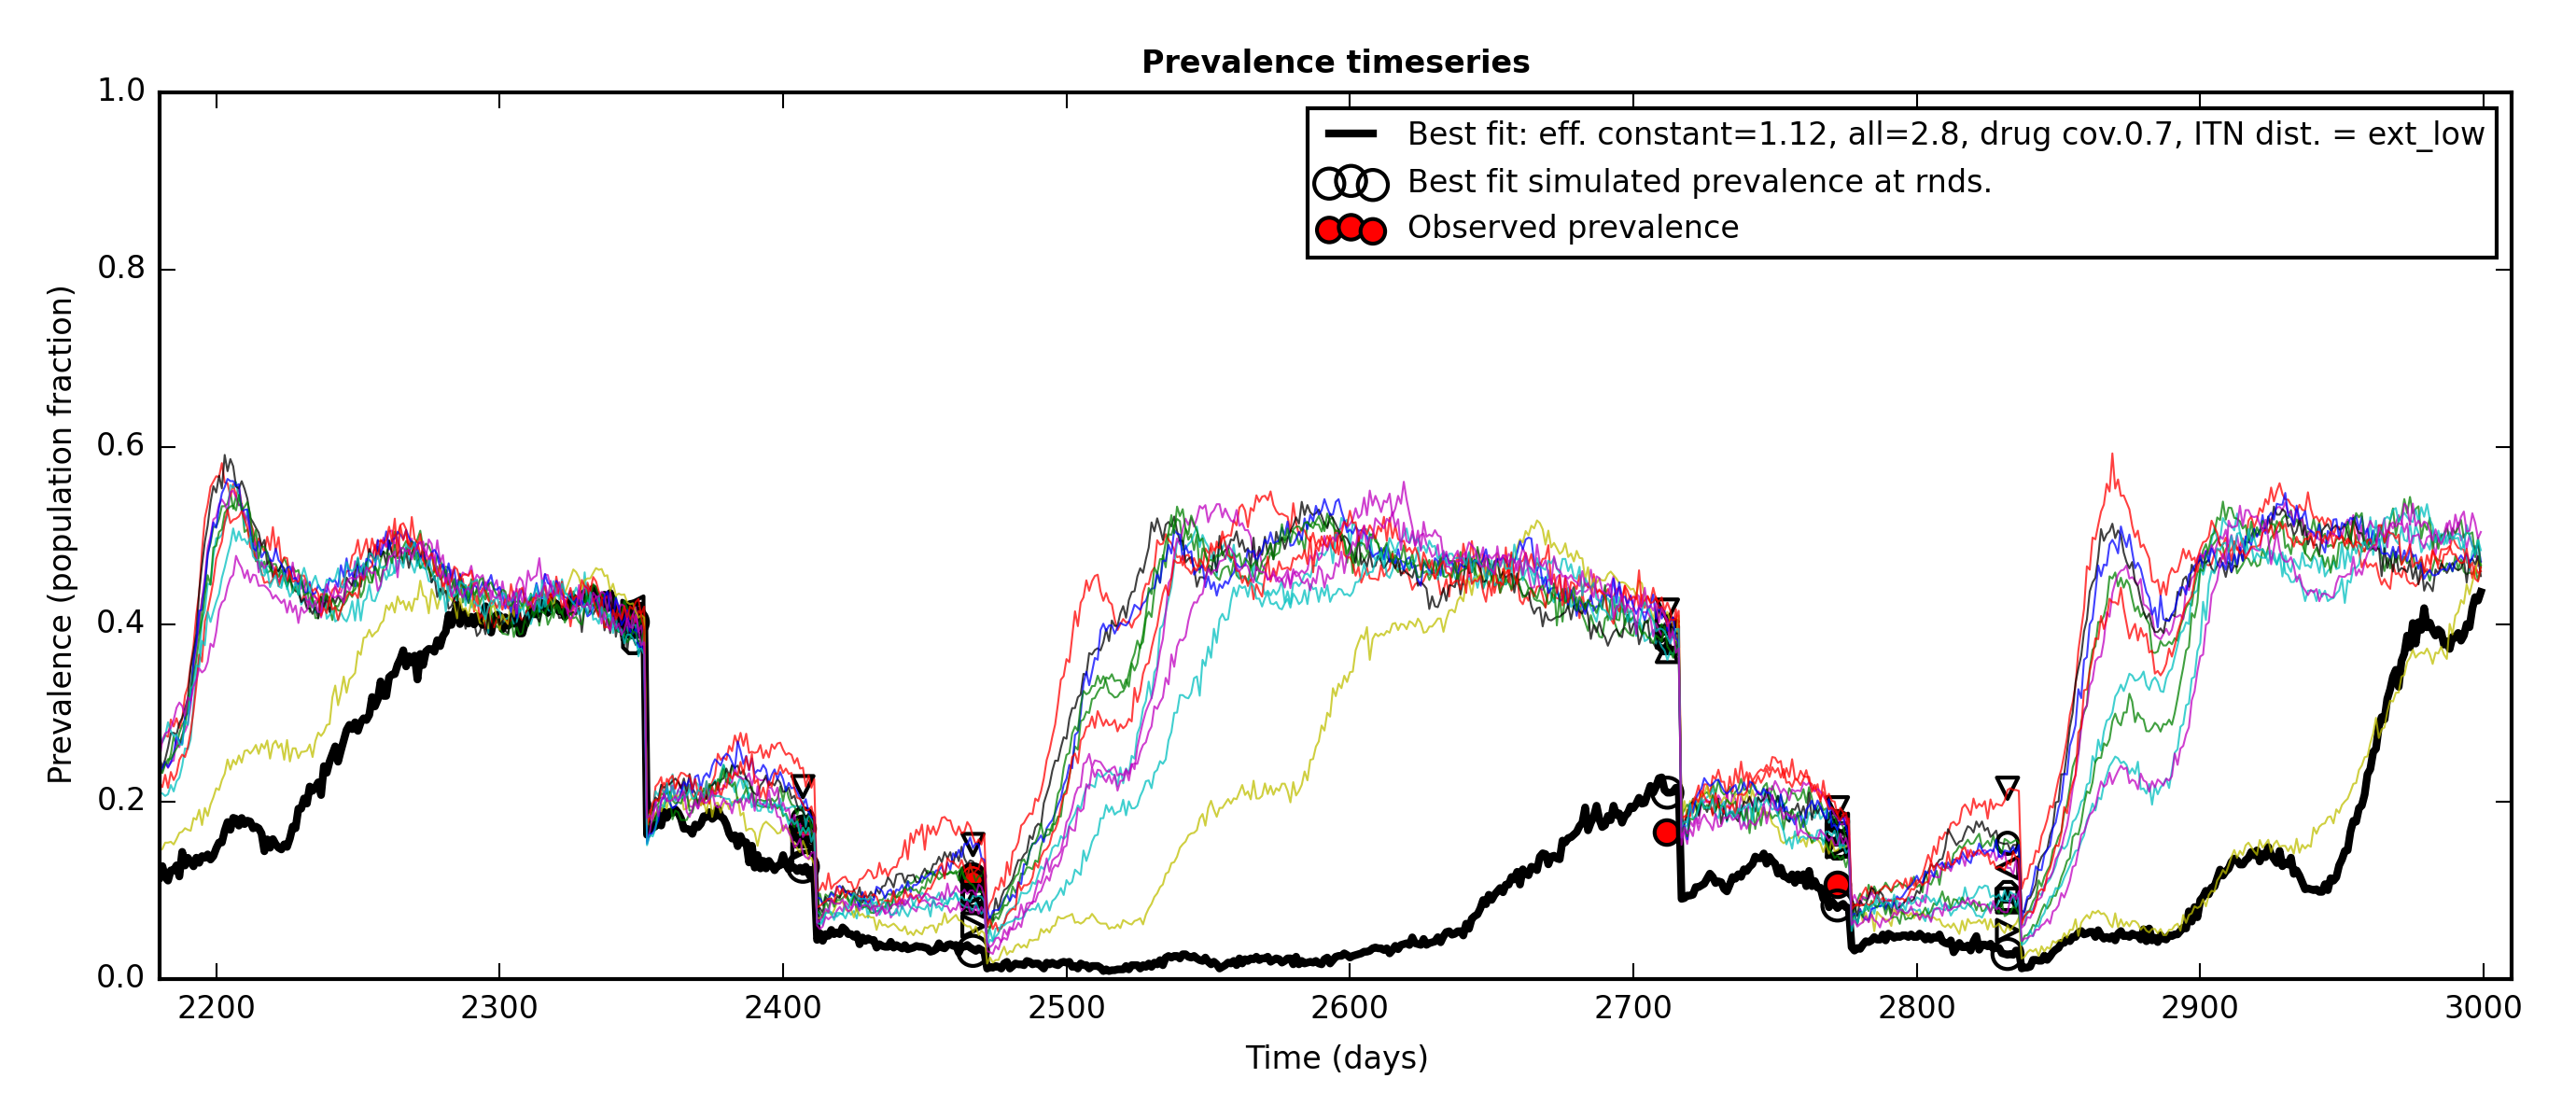 Prevalence timeseries
1.0
0.8
0.6
0.4
0.2
0.0
Prevalence (population fraction)
Best fit: eff. constant=1.12, all=2.8, drug cov.0.7, ITN dist. = ext_low
Best fit simulated prevalence at rnds.
Observed prevalence
2200 2300 2400 2500 2600 2700 2800 2900 3000
Time (days)